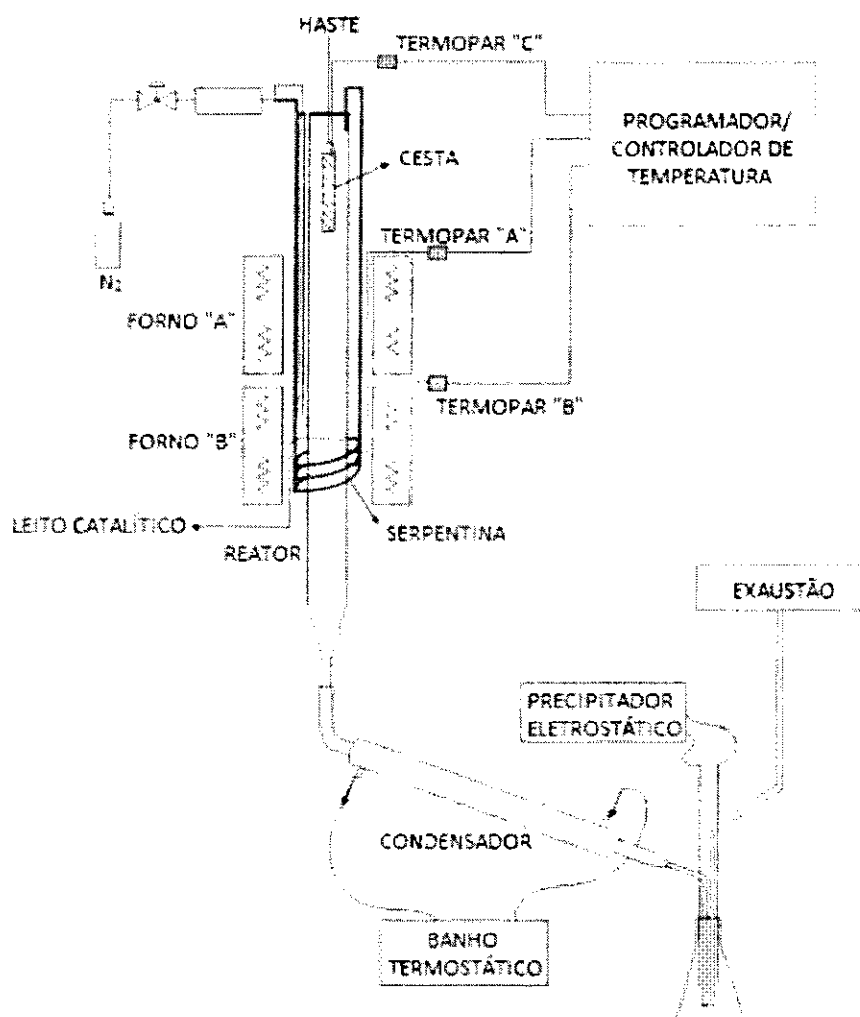 HASTE
TERMOPAR "C"
PROGRAMADOR/
CONTROLADOR DE
TEMPERATURA
CESTA
TERMOPAR "A"
N₂
FORNO "A"
TERMOPAR "B"
FORNO "B"
LEITO CATALÍTICO
SERPENTINA
REATOR
EXAUSTÃO
PRECIPITADOR
ELETROSTÁTICO
CONDENSADOR
BANHO
TERMOSTÁTICO